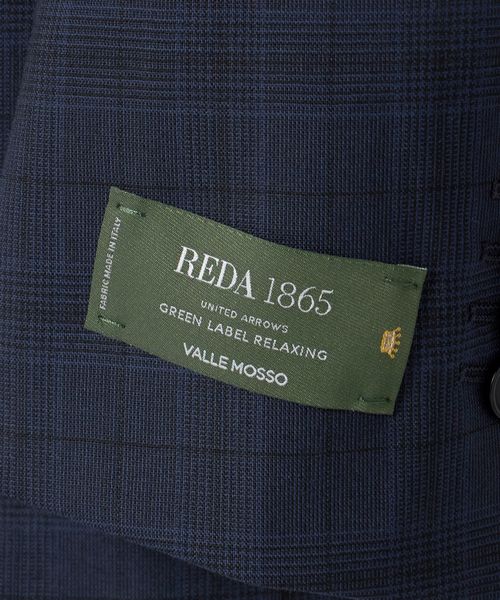 FABRIC MADE IN ITALY
REDA 1865
UNITED ARROWS
GREEN LABEL RELAXING
VALLE MOSSO